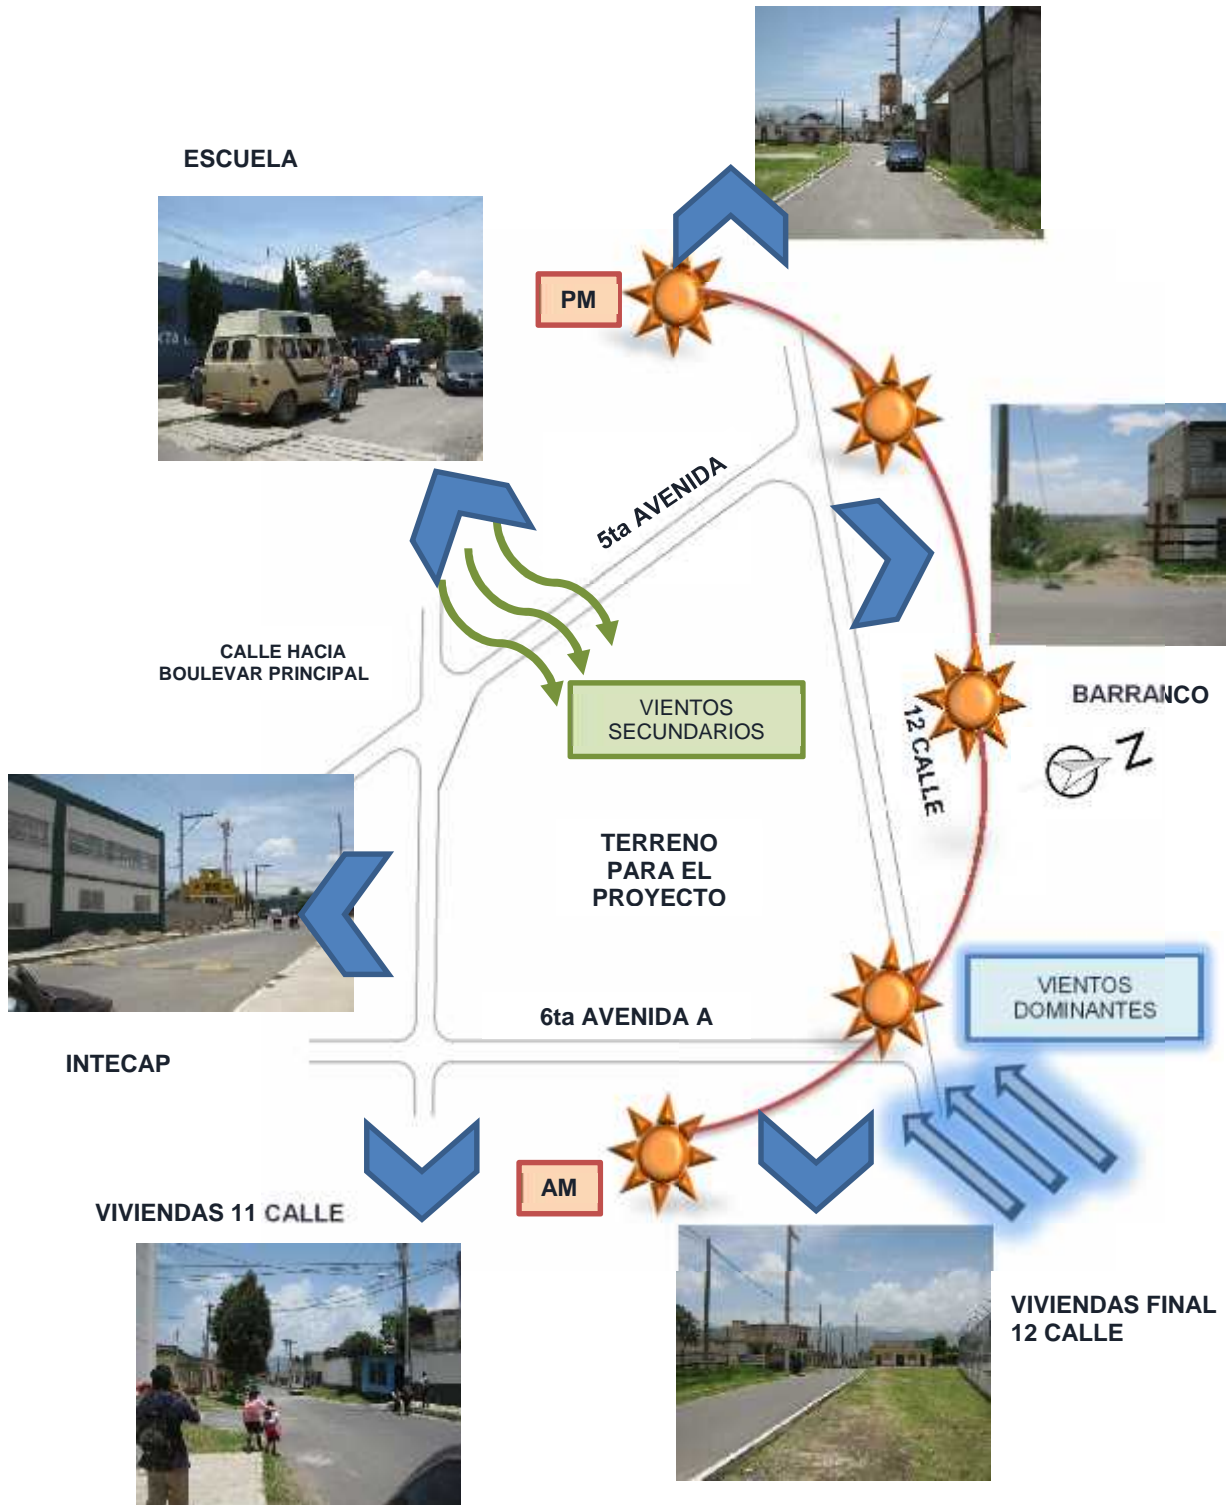 ESCUELA
PM
5ta AVENIDA
CALLE HACIA
BOULEVAR PRINCIPAL
VIENTOS
SECUNDARIOS
BARRANCO
12 CALLE
Z
TERRENO
PARA EL
PROYECTO
VIENTOS
DOMINANTES
6ta AVENIDA A
INTECAP
AM
VIVIENDAS 11 CALLE
VIVIENDAS FINAL
12 CALLE